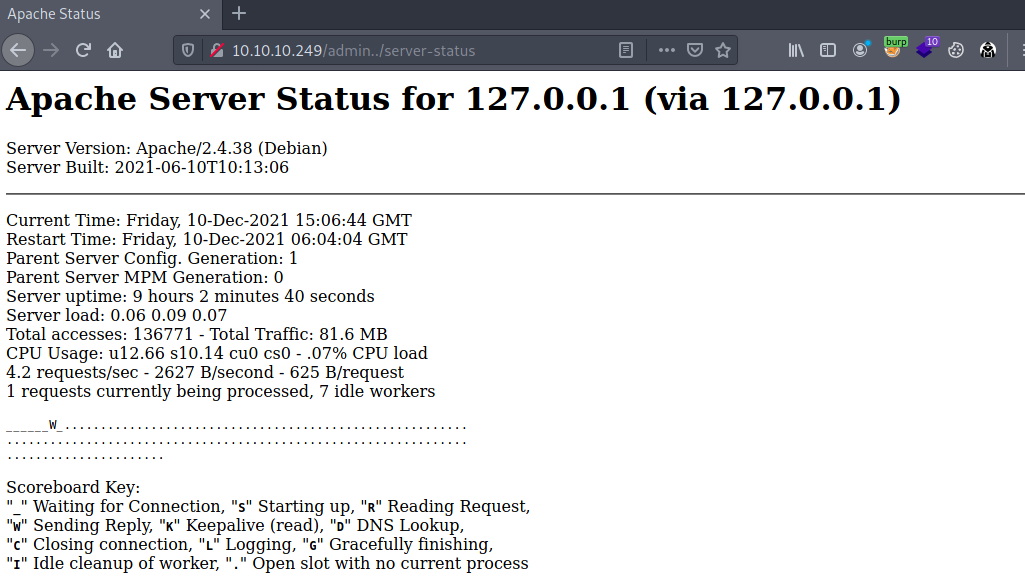 Apache Status
10.10.10.249/admin../server-status
burp
10
Apache Server Status for 127.0.0.1 (via 127.0.0.1)
Server Version: Apache/2.4.38 (Debian)
Server Built: 2021-06-10T10:13:06
Current Time: Friday, 10-Dec-2021 15:06:44 GMT
Restart Time: Friday, 10-Dec-2021 06:04:04 GMT
Parent Server Config. Generation: 1
Parent Server MPM Generation: 0
Server uptime: 9 hours 2 minutes 40 seconds
Server load: 0.06 0.09 0.07
Total accesses: 136771 - Total Traffic: 81.6 MB
CPU Usage: u12.66 s10.14 cu0 cs0 - .07% CPU load
4.2 requests/sec - 2627 B/second - 625 B/request
1 requests currently being processed, 7 idle workers
______W_........................................................
................................................................
......................
Scoreboard Key:
"_" Waiting for Connection, "S" Starting up, "R" Reading Request,
"W" Sending Reply, "K" Keepalive (read), "D" DNS Lookup,
"C" Closing connection, "L" Logging, "G" Gracefully finishing,
"I" Idle cleanup of worker, "." Open slot with no current process